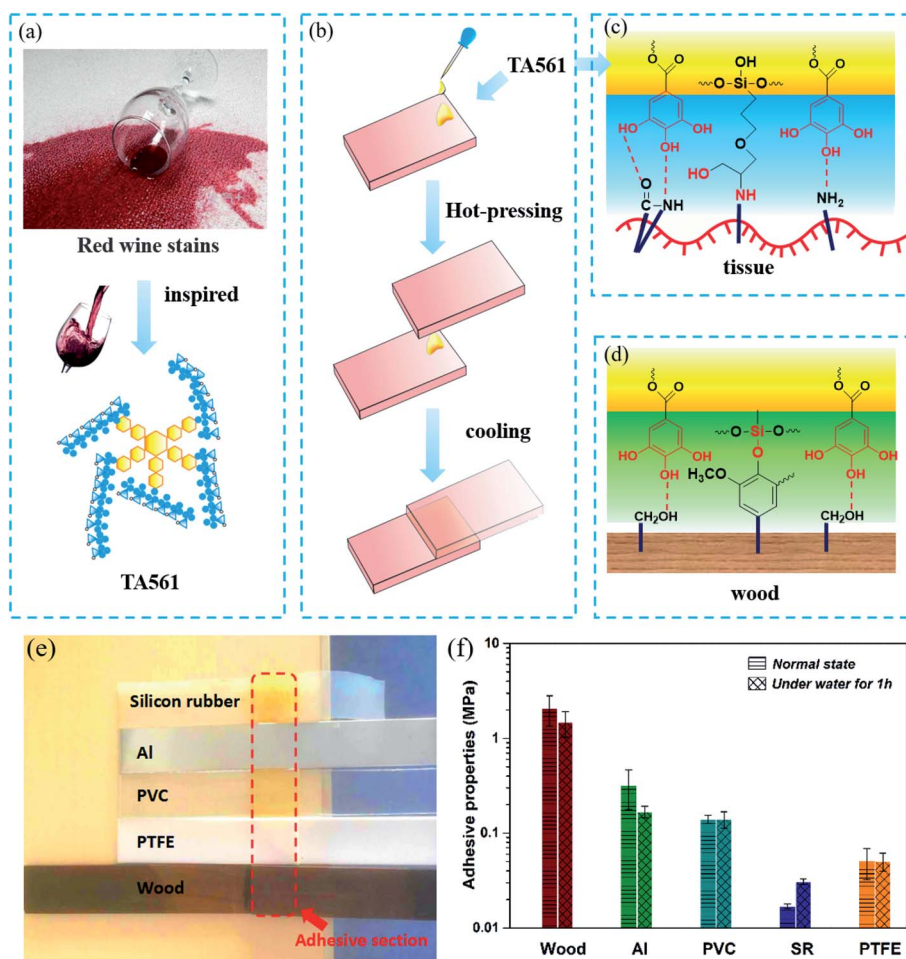 (a)
Red wine stains
inspired
TA561
(b)
TA561
Hot-pressing
cooling
(c)
O
O
OH
O
O
O
Si
O
HO
OH
OH
O
HO
OH
OH
HO
O
C
NH
NH
NH2
tissue
(d)
O
O
O
O
O
Si
O
HO
OH
OH
O
H3CO
HO
OH
OH
CH2OH
CH2OH
wood
(e)
Silicon rubber
Al
PVC
PTFE
Wood
Adhesive section
(f)
Adhesive properties (MPa)
10
1
0.1
0.01
Normal state
Under water for 1h
Wood Al PVC SR PTFE